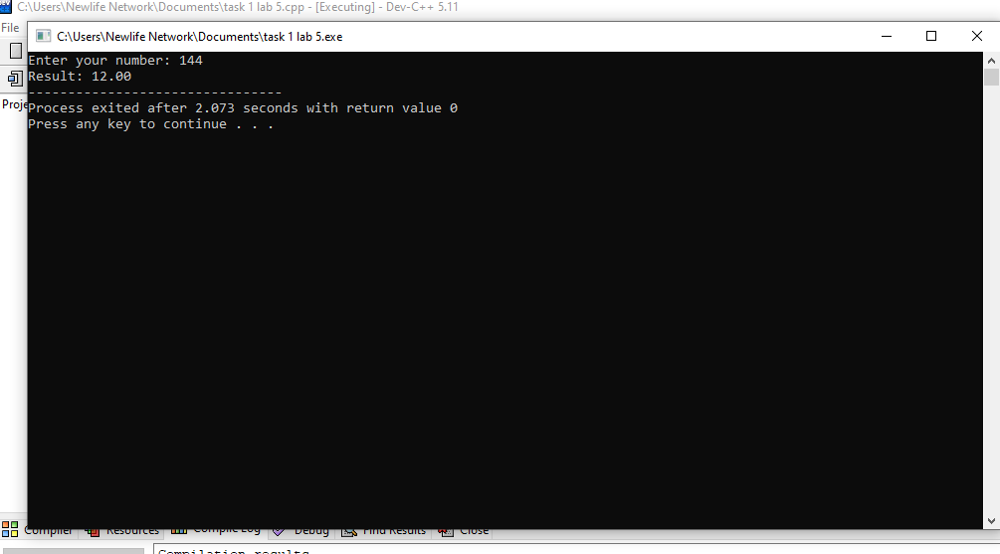 C:\Users\Newlife Network\Documents\task 1 lab 5.cpp - [Executing] - Dev-C++ 5.11
File
C:\Users\Newlife Network\Documents\task 1 lab 5.exe
Enter your number: 144
Result: 12.00
--------------------------------
Process exited after 2.073 seconds with return value 0
Press any key to continue . . .
Proje
Compiler Resources Compile Log Debug Find Results Close
Compilation results